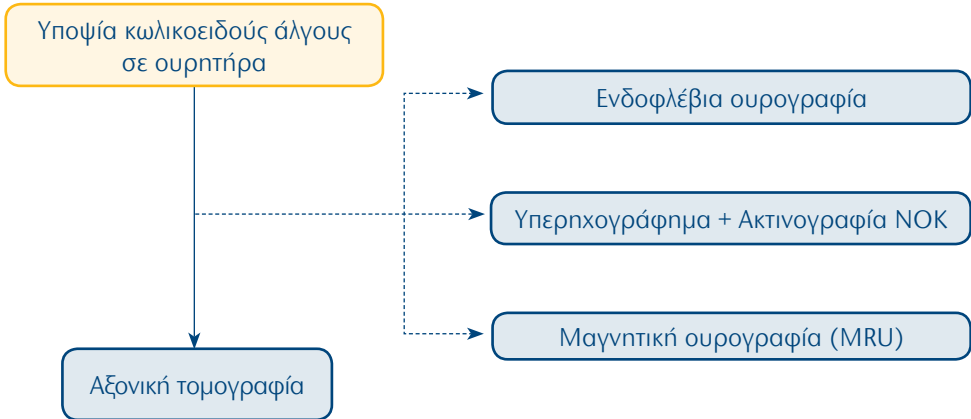 Υποψία κωλικοειδούς άλγους
σε ουρητήρα
Ενδοφλέβια ουρογραφία
Υπερηχογράφημα + Ακτινογραφία ΝΟΚ
Μαγνητική ουρογραφία (MRU)
Αξονική τομογραφία